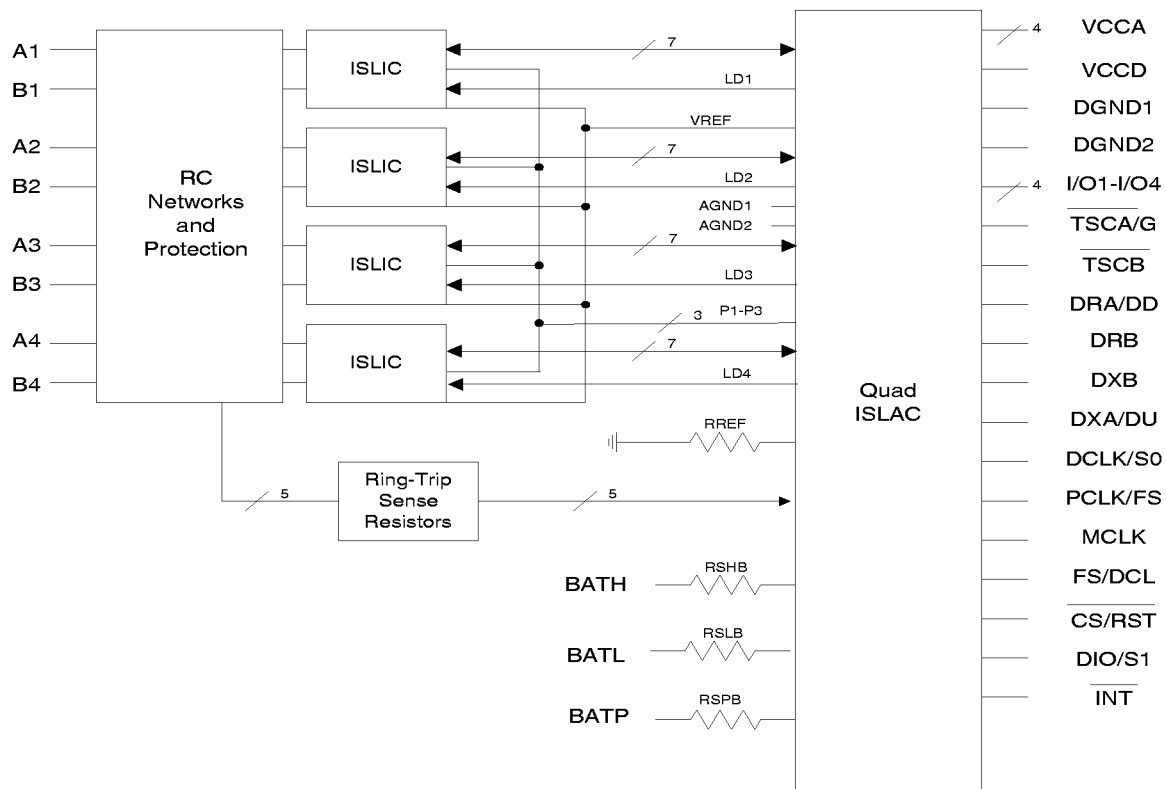 A1
B1
A2
B2
A3
B3
A4
B4
RC
Networks
and
Protection
ISLIC
ISLIC
ISLIC
ISLIC
7
LD1
VREF
7
LD2
AGND1
AGND2
7
LD3
3 P1-P3
7
LD4
RREF
5
Ring-Trip
Sense
Resistors
5
BATH
RSHB
BATL
RSLB
BATP
RSPB
Quad
ISLAC
4 VCCA
VCCD
DGND1
DGND2
4 I/O1-I/O4
TSCA/G
TSCB
DRA/DD
DRB
DXB
DXA/DU
DCLK/S0
PCLK/FS
MCLK
FS/DCL
CS/RST
DIO/S1
INT